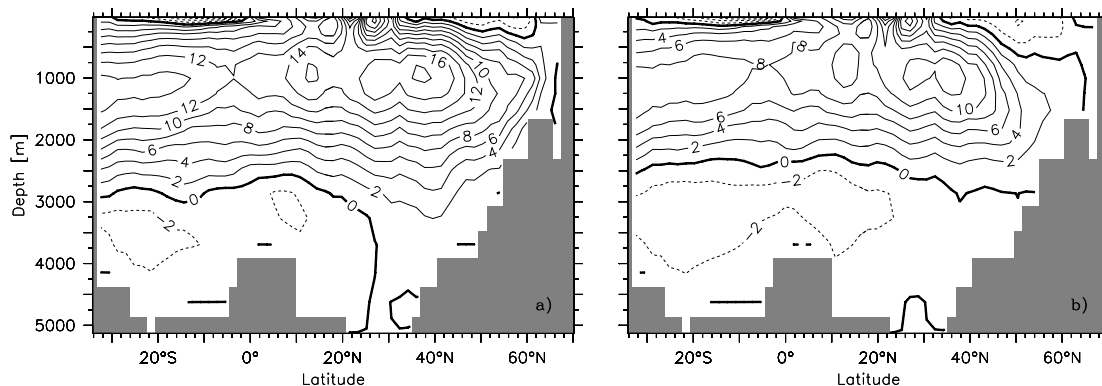 12 14 16 10 4 6 8 8
1000 12
12 10
10 8 8 6 6 4
2000 6 4 6 2 2
4 2 0 0
Depth [m] 2 0 2 0 -2
3000
-2 -2
4000
5000 a) b)
20°S 0° 20°N 40°N 60°N 20°S 0° 20°N 40°N 60°N
Latitude Latitude